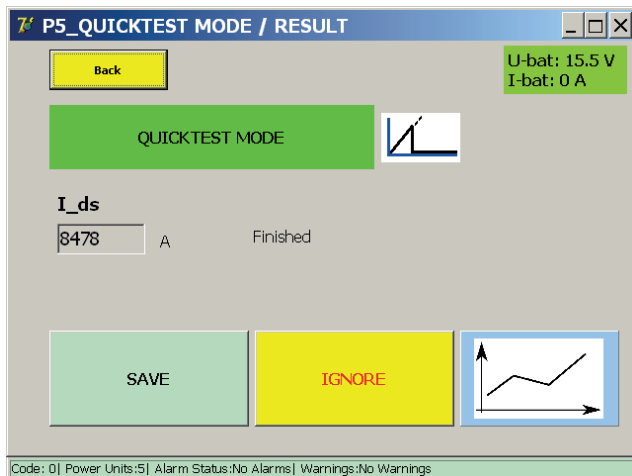 P5_QUICKTEST MODE / RESULT
Back
U-bat: 15.5 V
I-bat: 0 A
QUICKTEST MODE
I_ds
8478 A Finished
SAVE
IGNORE
Code: 0| Power Units:5| Alarm Status:No Alarms| Warnings:No Warnings